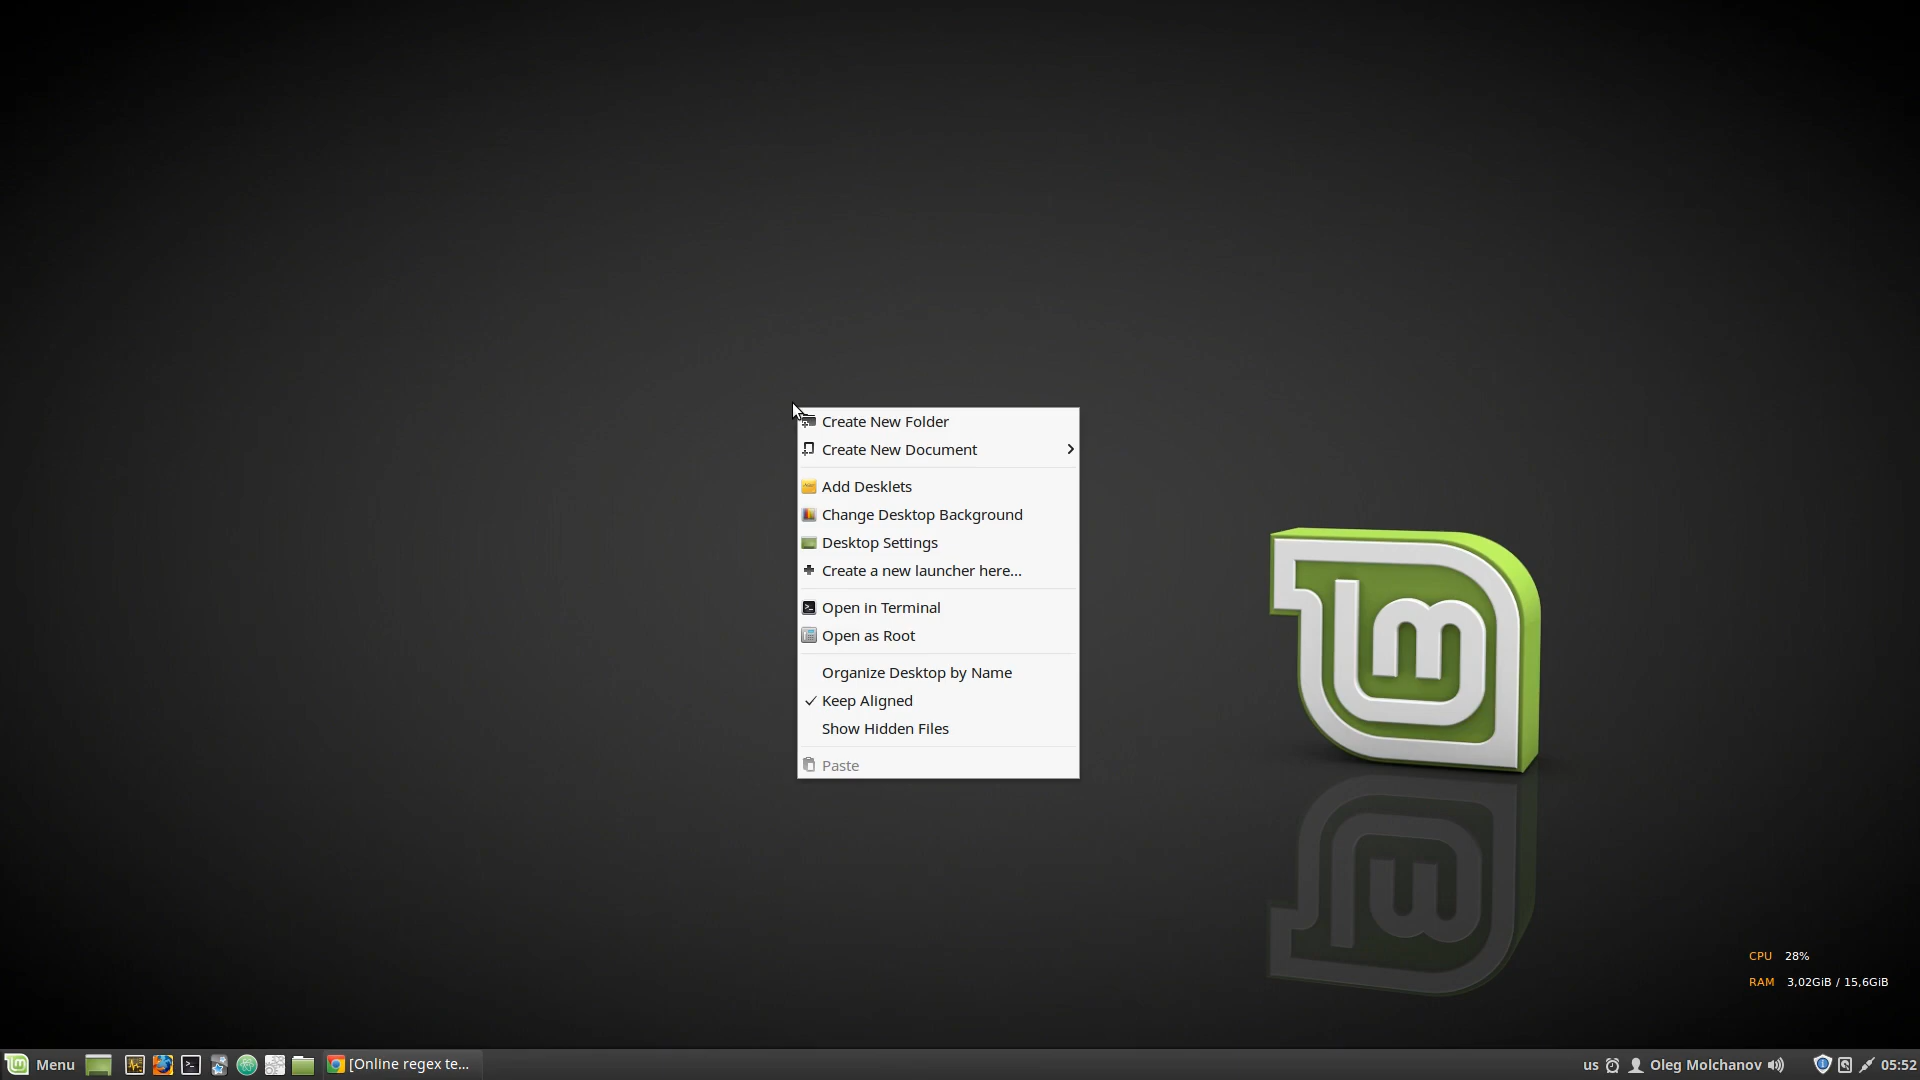 Create New Folder
Create New Document
Add Desklets
Change Desktop Background
Desktop Settings
Create a new launcher here...
Open in Terminal
Open as Root
Organize Desktop by Name
Keep Aligned
Show Hidden Files
Paste
lm
CPU 28%
RAM 3,02GiB / 15,6GiB
Menu [Online regex te... us Oleg Molchanov 05:52